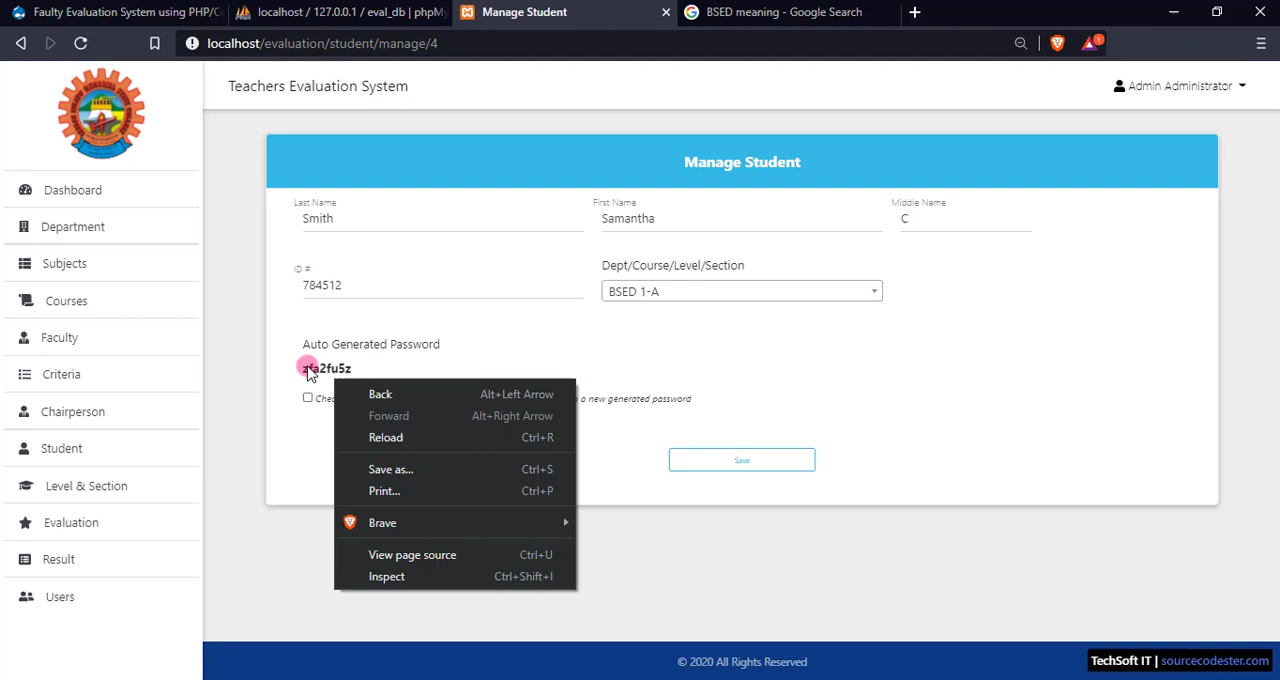 Faulty Evaluation System using PHP/C
localhost / 127.0.0.1 / eval_db | phpMy
Manage Student
BSED meaning - Google Search
localhost/evaluation/student/manage/4
1
Teachers Evaluation System
Admin Administrator
Dashboard
Department
Subjects
Courses
Faculty
Criteria
Chairperson
Student
Level & Section
Evaluation
Result
Users
Manage Student
Last Name
First Name
Middle Name
Smith
Samantha
C
ID #
Dept/Course/Level/Section
784512
BSED 1-A
Auto Generated Password
zfa2fu5z
a new generated password
Save
Back Alt+Left Arrow
Forward Alt+Right Arrow
Reload Ctrl+R
Save as... Ctrl+S
Print... Ctrl+P
Brave
View page source Ctrl+U
Inspect Ctrl+Shift+I
© 2020 All Rights Reserved
TechSoft IT | sourcecodester.com